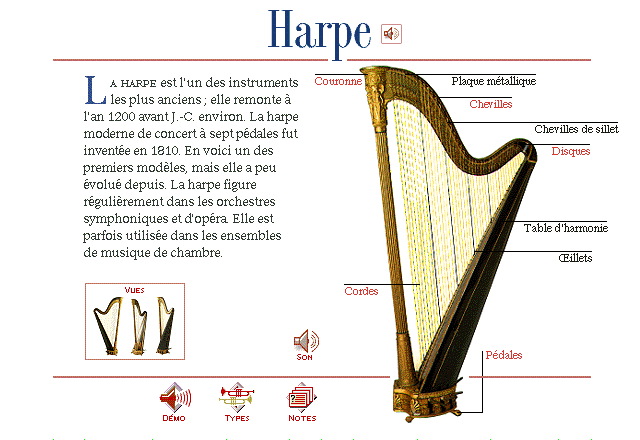 Harpe
LA HARPE est l'un des instruments
les plus anciens ; elle remonte à
l'an 1200 avant J.-C. environ. La harpe
moderne de concert à sept pédales fut
inventée en 1810. En voici un des
premiers modèles, mais elle a peu
évolué depuis. La harpe figure
régulièrement dans les orchestres
symphoniques et d'opéra. Elle est
parfois utilisée dans les ensembles
de musique de chambre.
Couronne
Plaque métallique
Chevilles
Chevilles de sillet
Disques
Table d'harmonie
Œillets
Cordes
Pédales
VUES
SON
DÉMO
TYPES
NOTES